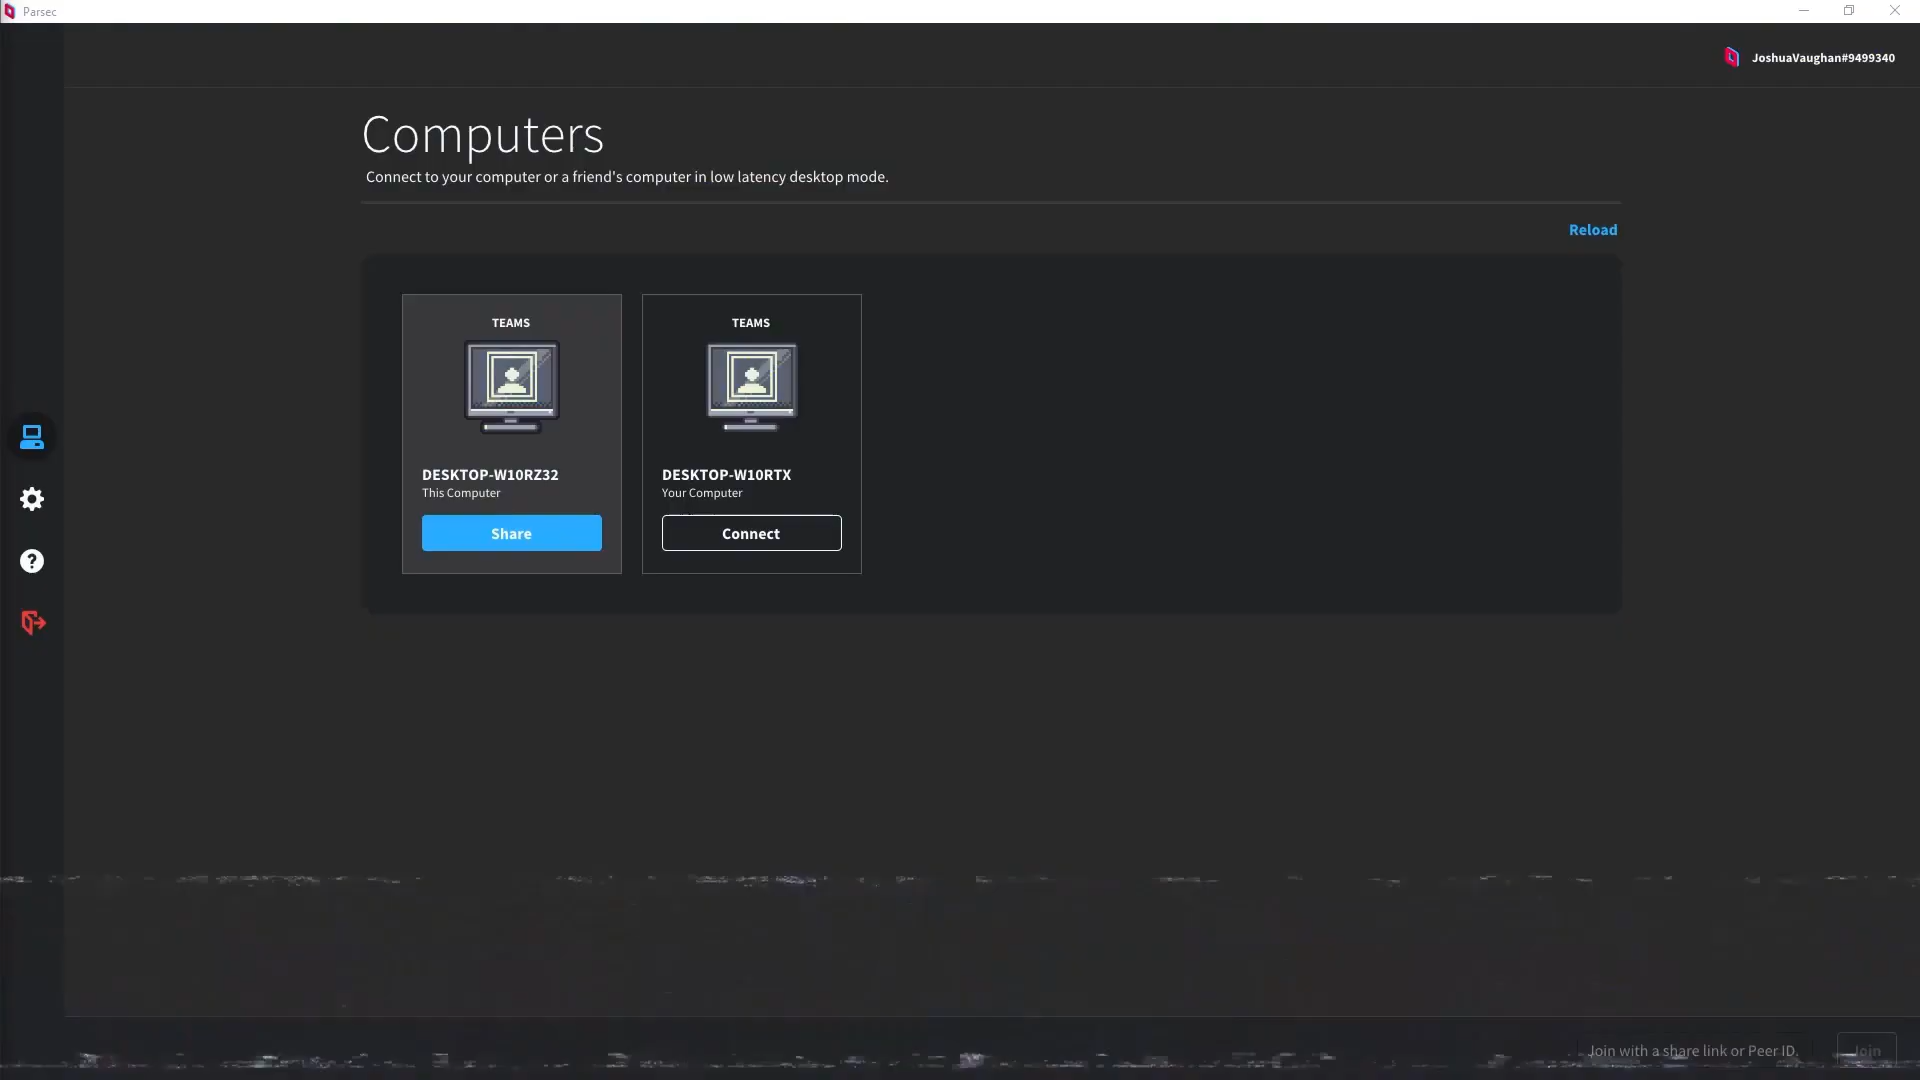 Parsec
JoshuaVaughan#9499340
Computers
Connect to your computer or a friend's computer in low latency desktop mode.
Reload
TEAMS
DESKTOP-W10RZ32
This Computer
Share
TEAMS
DESKTOP-W10RTX
Your Computer
Connect
Join with a share link or Peer ID.
Join